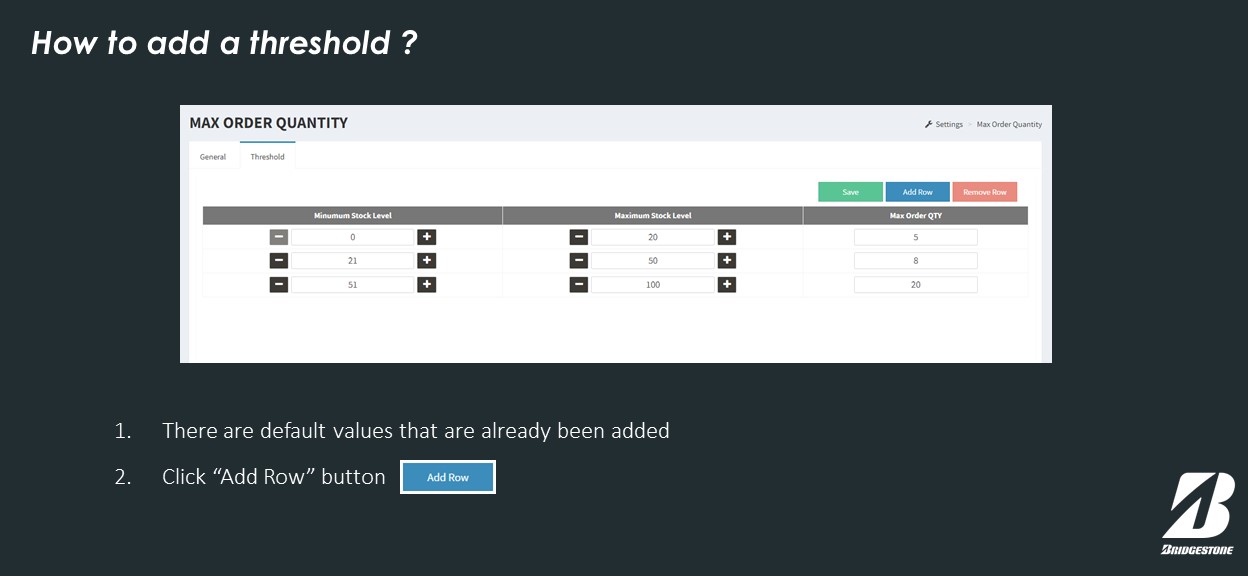 How to add a threshold ?
MAX ORDER QUANTITY
Settings Max Order Quantity
General Threshold
Save Add Row Remove Row
Minumum Stock Level Maximum Stock Level Max Order QTY
0 20 5
21 50 8
51 100 20
1. There are default values that are already been added
2. Click “Add Row” button Add Row
BRIDGESTONE